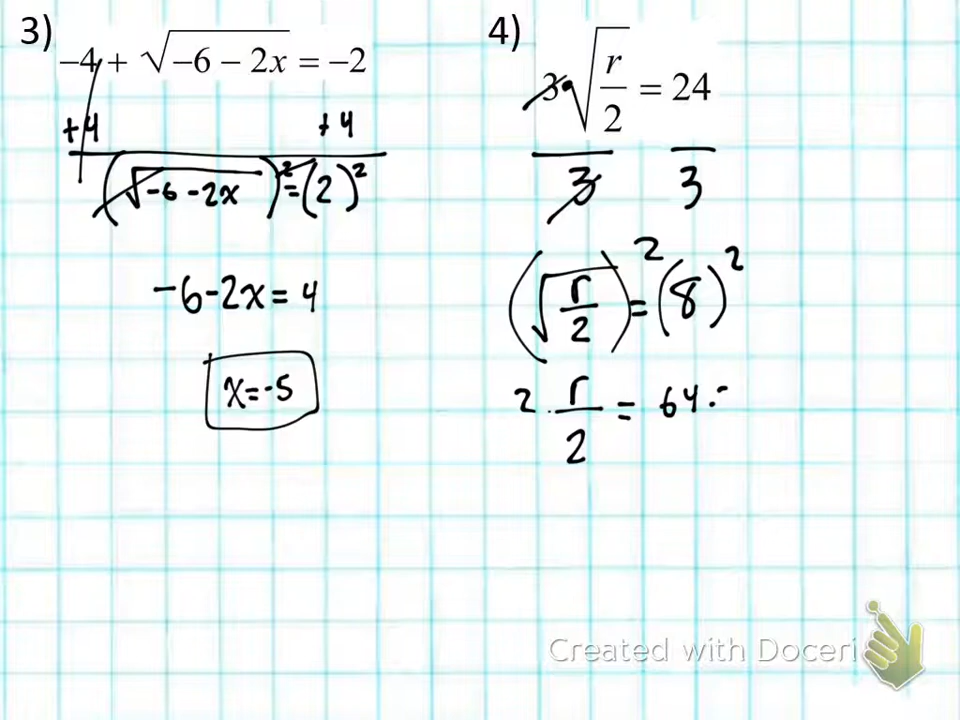 3)
-4 + √-6 - 2x = -2
+4 +4
(√-6-2x)² = (2)²
-6-2x = 4
x=-5
4)
3√r/2 = 24
3 3
(√r/2)² = (8)²
2 · r/2 = 64 ·
Created with Doceri